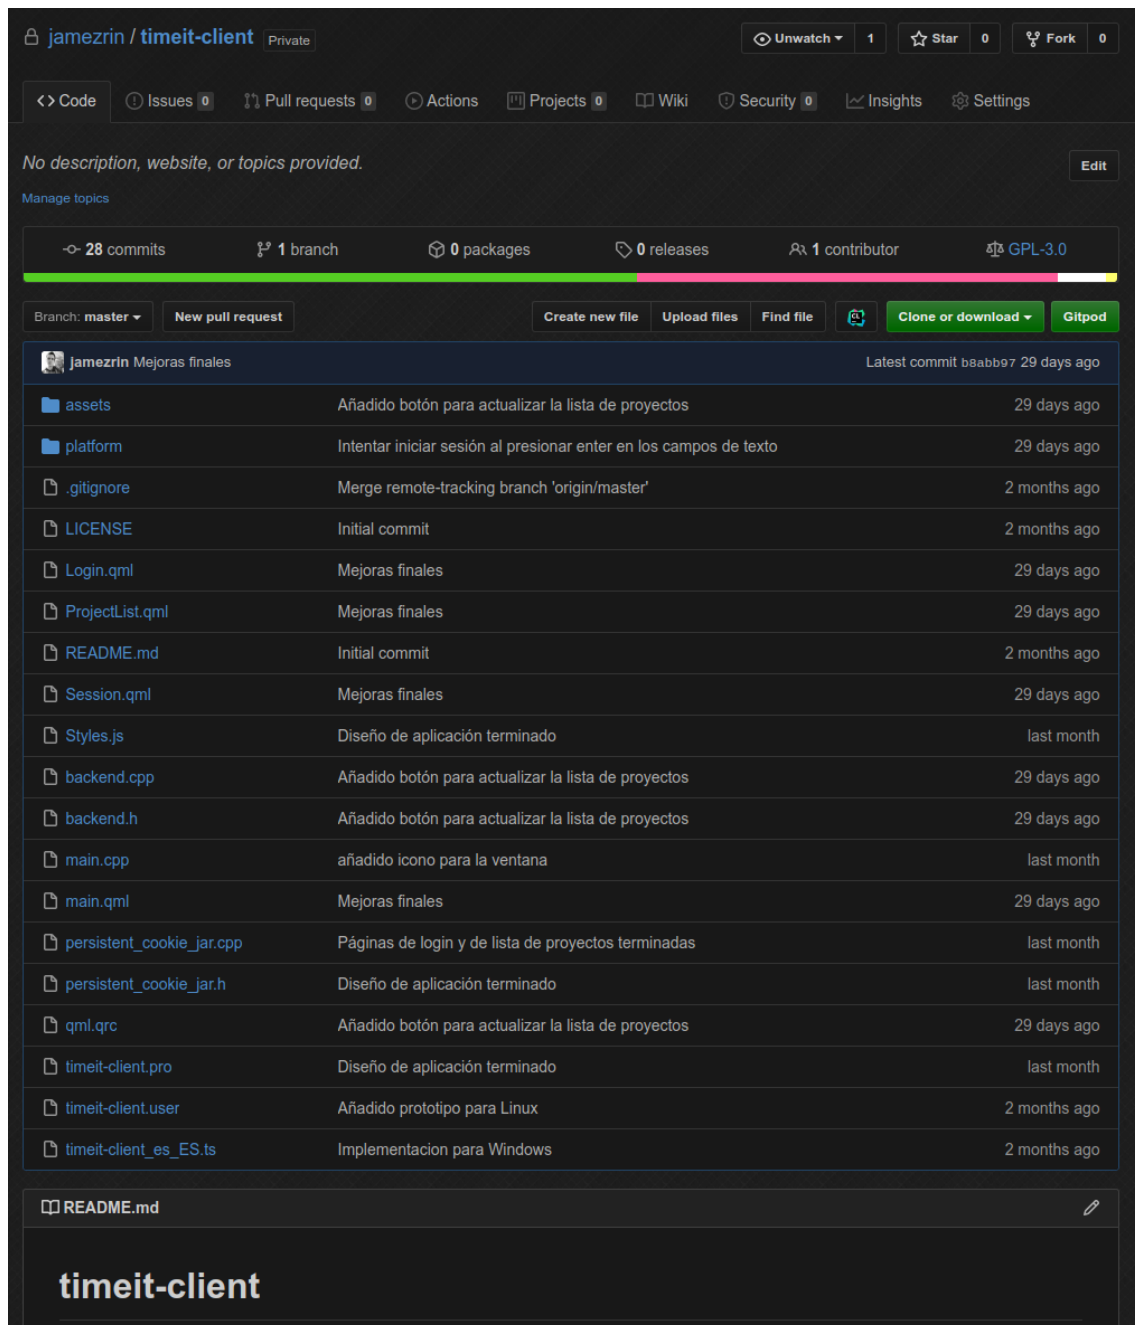 jamezrin / timeit-client Private Unwatch 1 Star 0 Fork 0
Code Issues 0 Pull requests 0 Actions Projects 0 Wiki Security 0 Insights Settings
No description, website, or topics provided. Edit
Manage topics
28 commits 1 branch 0 packages 0 releases 1 contributor GPL-3.0
Branch: master New pull request Create new file Upload files Find file CL Clone or download Gitpod
jamezrin Mejoras finales Latest commit b8abb97 29 days ago
assets Añadido botón para actualizar la lista de proyectos 29 days ago
platform Intentar iniciar sesión al presionar enter en los campos de texto 29 days ago
.gitignore Merge remote-tracking branch 'origin/master' 2 months ago
LICENSE Initial commit 2 months ago
Login.qml Mejoras finales 29 days ago
ProjectList.qml Mejoras finales 29 days ago
README.md Initial commit 2 months ago
Session.qml Mejoras finales 29 days ago
Styles.js Diseño de aplicación terminado last month
backend.cpp Añadido botón para actualizar la lista de proyectos 29 days ago
backend.h Añadido botón para actualizar la lista de proyectos 29 days ago
main.cpp añadido icono para la ventana last month
main.qml Mejoras finales 29 days ago
persistent_cookie_jar.cpp Páginas de login y de lista de proyectos terminadas last month
persistent_cookie_jar.h Diseño de aplicación terminado last month
qml.qrc Añadido botón para actualizar la lista de proyectos 29 days ago
timeit-client.pro Diseño de aplicación terminado last month
timeit-client.user Añadido prototipo para Linux 2 months ago
timeit-client_es_ES.ts Implementacion para Windows 2 months ago
README.md
timeit-client